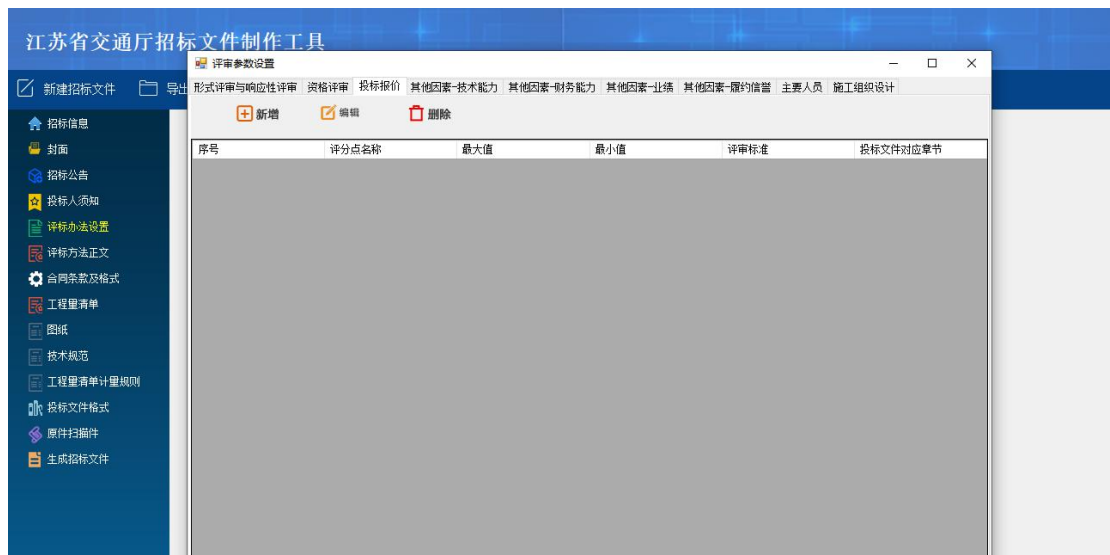 江苏省交通厅招标文件制作工具
评审参数设置
新建招标文件 导出
形式评审与响应性评审 资格评审 投标报价 其他因素-技术能力 其他因素-财务能力 其他因素-业绩 其他因素-履约信誉 主要人员 施工组织设计
新增 编辑 删除
序号 评分点名称 最大值 最小值 评审标准 投标文件对应章节
招标信息
封面
招标公告
投标人须知
评标办法设置
评标方法正文
合同条款及格式
工程量清单
图纸
技术规范
工程量清单计量规则
投标文件格式
原件扫描件
生成招标文件